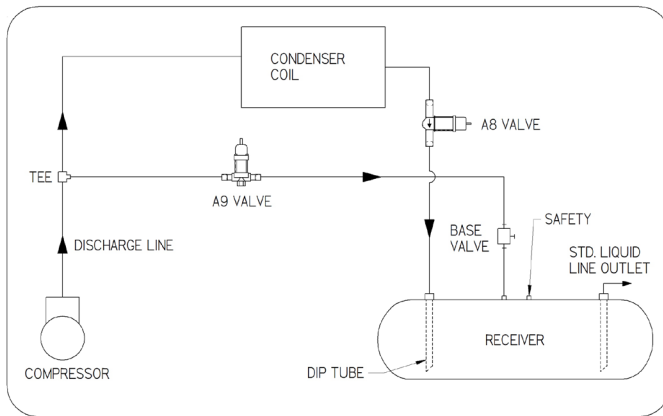 CONDENSER
COIL
A8 VALVE
TEE
A9 VALVE
SAFETY
BASE
VALVE
STD. LIQUID
LINE OUTLET
DISCHARGE LINE
RECEIVER
COMPRESSOR
DIP TUBE